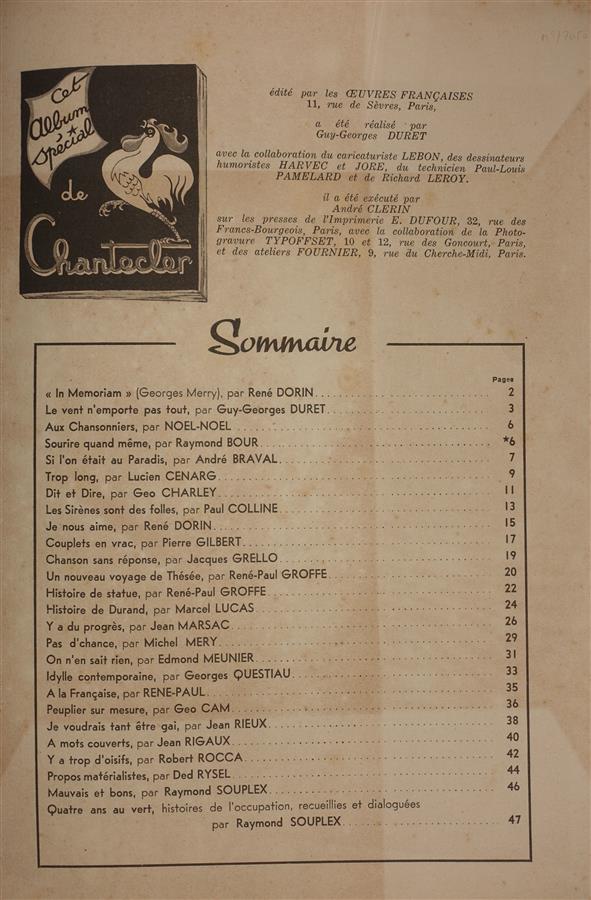 Cet
Album
spécial
de
Chantecler
édité par les ŒUVRES FRANÇAISES
11, rue de Sèvres, Paris,
a été réalisé par
Guy-Georges DURET
avec la collaboration du caricaturiste LEBON, des dessinateurs
humoristes HARVEC et JORE, du technicien Paul-Louis
PAMELARD et de Richard LEROY.
il a été exécuté par
André CLERIN
sur les presses de l'Imprimerie E. DUFOUR, 32, rue des
Francs-Bourgeois, Paris, avec la collaboration de la Photo-
gravure TYPOFFSET, 10 et 12, rue des Goncourt, Paris,
et des ateliers FOURNIER, 9, rue du Cherche-Midi, Paris.
Sommaire
Pages
« In Memoriam » (Georges Merry), par René DORIN 2
Le vent n'emporte pas tout, par Guy-Georges DURET 3
Aux Chansonniers, par NOEL-NOEL 6
Sourire quand même, par Raymond BOUR *6
Si l'on était au Paradis, par André BRAVAL 7
Trop long, par Lucien CENARG 9
Dit et Dire, par Geo CHARLEY 11
Les Sirènes sont des folles, par Paul COLLINE 13
Je nous aime, par René DORIN 15
Couplets en vrac, par Pierre GILBERT 17
Chanson sans réponse, par Jacques GRELLO 19
Un nouveau voyage de Thésée, par René-Paul GROFFE 20
Histoire de statue, par René-Paul GROFFE 22
Histoire de Durand, par Marcel LUCAS 24
Y a du progrès, par Jean MARSAC 26
Pas d'chance, par Michel MERY 29
On n'en sait rien, par Edmond MEUNIER 31
Idylle contemporaine, par Georges QUESTIAU 33
A la Française, par RENE-PAUL 35
Peuplier sur mesure, par Geo CAM 36
Je voudrais tant être gai, par Jean RIEUX 38
A mots couverts, par Jean RIGAUX 40
Y a trop d'oisifs, par Robert ROCCA 42
Propos matérialistes, par Ded RYSEL 44
Mauvais et bons, par Raymond SOUPLEX 46
Quatre ans au vert, histoires de l'occupation, recueillies et dialoguées
par Raymond SOUPLEX 47